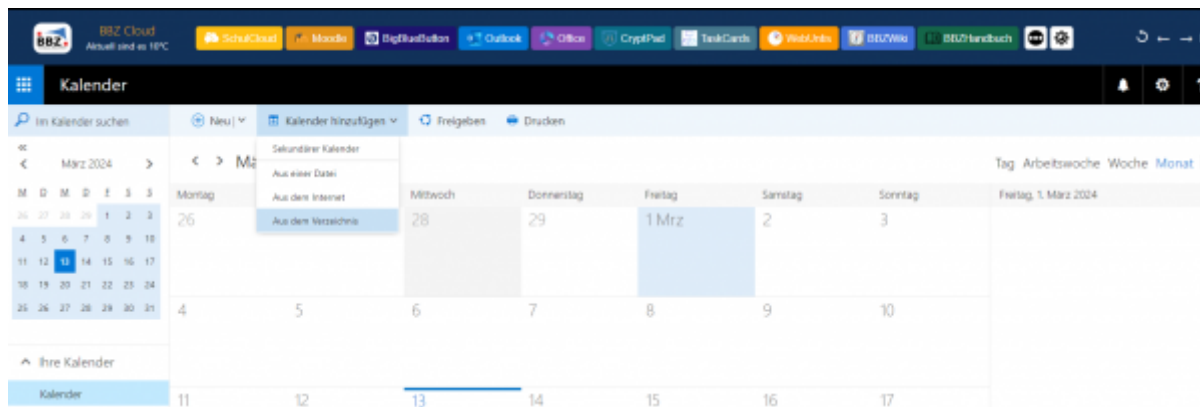 BBZ Cloud
BBZ
Aktuell sind es 10°C
SchulCloud Moodle BigBlueButton Outlook Office CryptPad TaskCards WebUntis BBZWiki BBZHandbuch
Kalender
Im Kalender suchen Neu Kalender hinzufügen Freigeben Drucken
Sekundärer Kalender
Aus einer Datei
Aus dem Internet
Aus dem Verzeichnis
März 2024
Tag Arbeitswoche Woche Monat
M D M D F S S
26 27 28 29 1 2 3
4 5 6 7 8 9 10
11 12 13 14 15 16 17
18 19 20 21 22 23 24
25 26 27 28 29 30 31
Montag Mittwoch Donnerstag Freitag Samstag Sonntag Freitag, 1. März 2024
26 28 29 1 Mrz 2 3
4 5 6 7 8 9 10
Ihre Kalender
Kalender
11 12 13 14 15 16 17